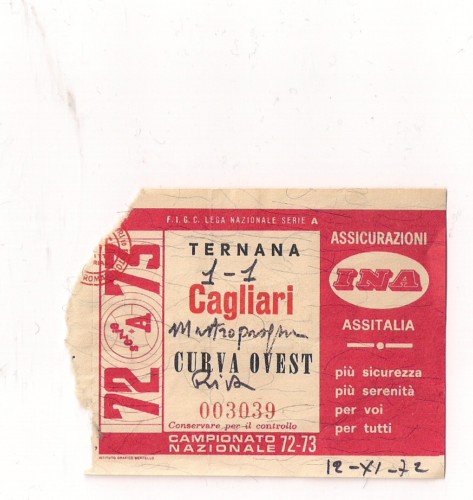 F.I.G.C. LEGA NAZIONALE SERIE A
TERNANA
1-1
Cagliari
Mastropasqua
CURVA OVEST
Riva
003039
Conservare per il controllo
CAMPIONATO
NAZIONALE 72-73
72 A 73
ROMA
ASSICURAZIONI
INA
ASSITALIA
più sicurezza
più serenità
per voi
per tutti
12-XI-72